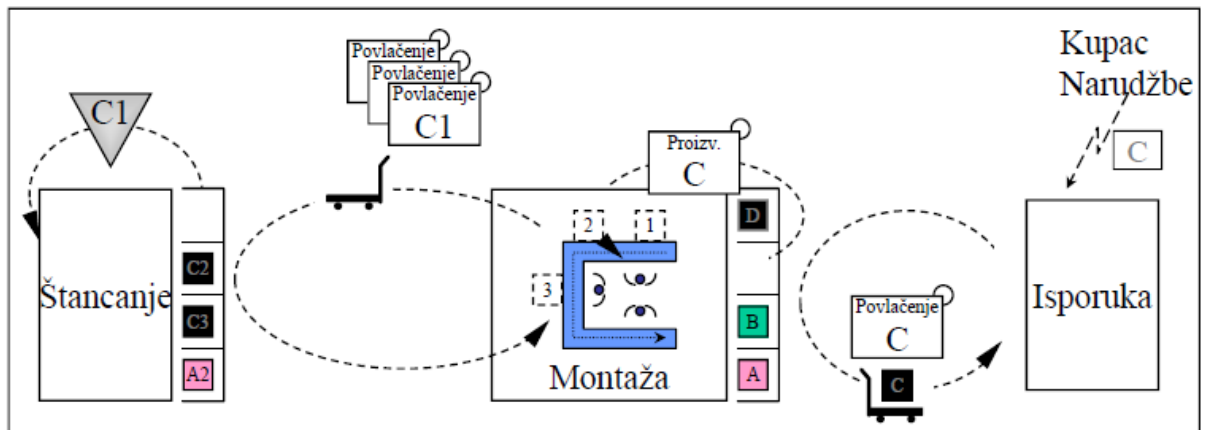 Kupac
Narudžbe
C
Povlačenje
Povlačenje
Povlačenje
C1
C1
Proizv.
C
D
2
1
C2
3
Štancanje
C3
B
Isporuka
Povlačenje
C
A2
Montaža
A
C